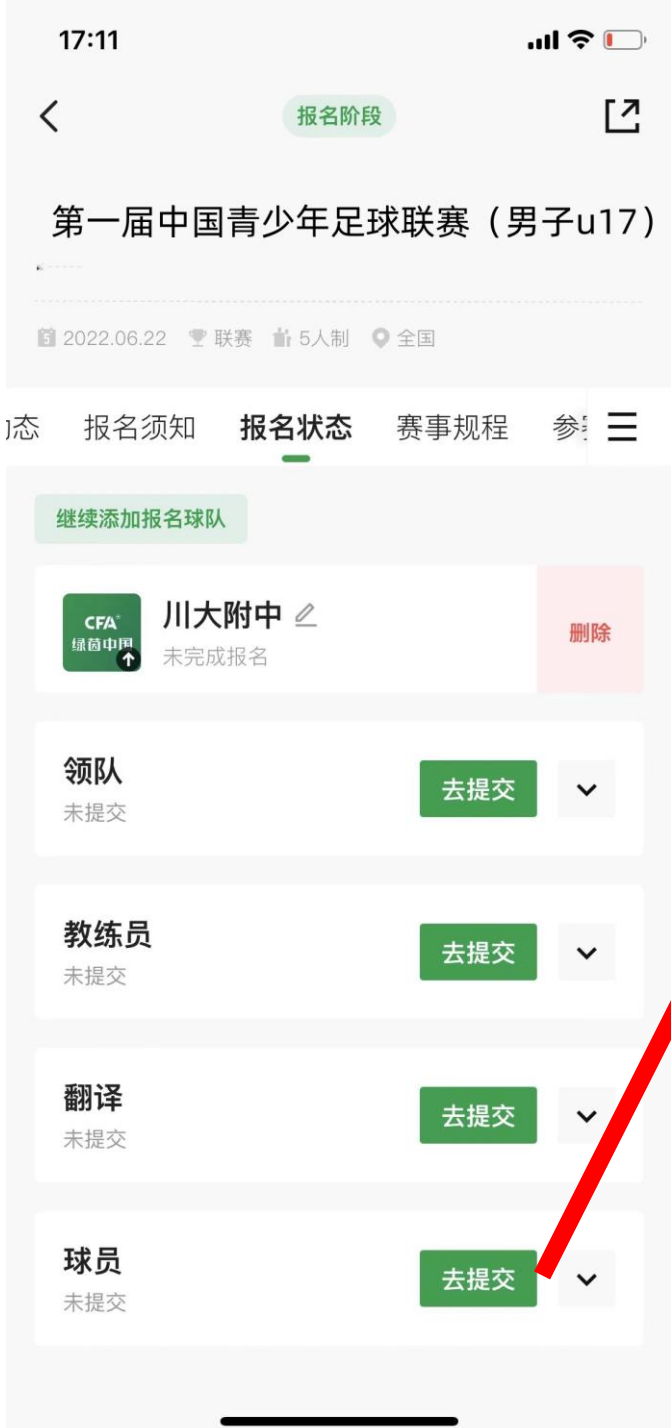 17:11
报名阶段
第一届中国青少年足球联赛（男子u17）
5 2022.06.22 联赛 5人制 全国
报名须知 报名状态 赛事规程
继续添加报名球队
CFA
绿茵中国
川大附中
未完成报名
删除
领队
未提交
去提交
教练员
未提交
去提交
翻译
未提交
去提交
球员
未提交
去提交